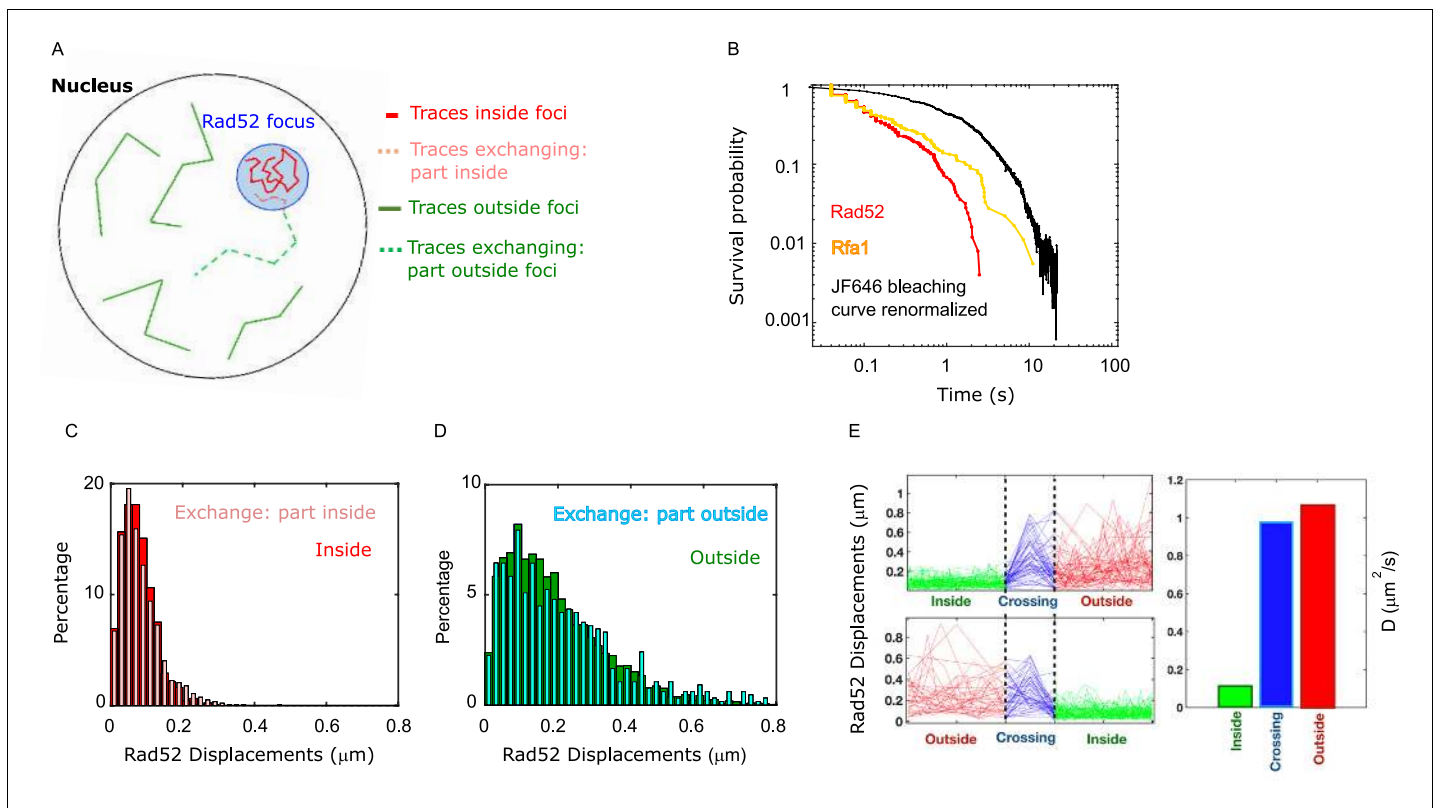 A
Nucleus
Rad52 focus
Traces inside foci
Traces exchanging:
part inside
Traces outside foci
Traces exchanging:
part outside foci
B
Survival probability
1
0.1
0.01
0.001
Rad52
Rfa1
JF646 bleaching
curve renormalized
0.1
1
10
100
Time (s)
C
Percentage
20
10
0
Exchange: part inside
Inside
0
0.2
0.4
0.6
0.8
Rad52 Displacements (μm)
D
Percentage
10
5
0
Exchange: part outside
Outside
0
0.2
0.4
0.6
0.8
Rad52 Displacements (μm)
E
Rad52 Displacements (μm)
1
0.8
0.6
0.4
0.2
Inside
Crossing
Outside
0.8
0.6
0.4
0.2
0
Outside
Crossing
Inside
1.2
1
0.8
0.6
0.4
0.2
0
D (μm²/s)
Inside
Crossing
Outside